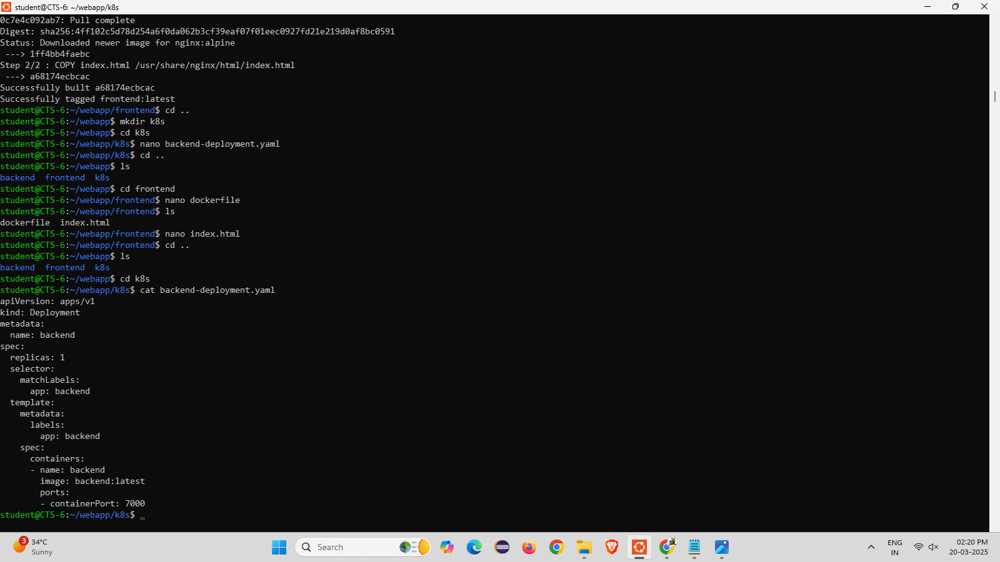 student@CTS-6: ~/webapp/k8s
0c7e4c092ab7: Pull complete
Digest: sha256:4ff102c5d78d254a6f0da062b3cf39eaf07f01eec0927fd21e219d0af8bc0591
Status: Downloaded newer image for nginx:alpine
 ---> 1ff4bb4faebc
Step 2/2 : COPY index.html /usr/share/nginx/html/index.html
 ---> a68174ecbcac
Successfully built a68174ecbcac
Successfully tagged frontend:latest
student@CTS-6:~/webapp/frontend$ cd ..
student@CTS-6:~/webapp$ mkdir k8s
student@CTS-6:~/webapp$ cd k8s
student@CTS-6:~/webapp/k8s$ nano backend-deployment.yaml
student@CTS-6:~/webapp/k8s$ cd ..
student@CTS-6:~/webapp$ ls
backend  frontend  k8s
student@CTS-6:~/webapp$ cd frontend
student@CTS-6:~/webapp/frontend$ nano dockerfile
student@CTS-6:~/webapp/frontend$ ls
dockerfile  index.html
student@CTS-6:~/webapp/frontend$ nano index.html
student@CTS-6:~/webapp/frontend$ cd ..
student@CTS-6:~/webapp$ ls
backend  frontend  k8s
student@CTS-6:~/webapp$ cd k8s
student@CTS-6:~/webapp/k8s$ cat backend-deployment.yaml
apiVersion: apps/v1
kind: Deployment
metadata:
  name: backend
spec:
  replicas: 1
  selector:
    matchLabels:
      app: backend
  template:
    metadata:
      labels:
        app: backend
    spec:
      containers:
      - name: backend
        image: backend:latest
        ports:
        - containerPort: 7000
student@CTS-6:~/webapp/k8s$
3
34°C
Sunny
Search
SK
ENG
IN
02:20 PM
20-03-2025